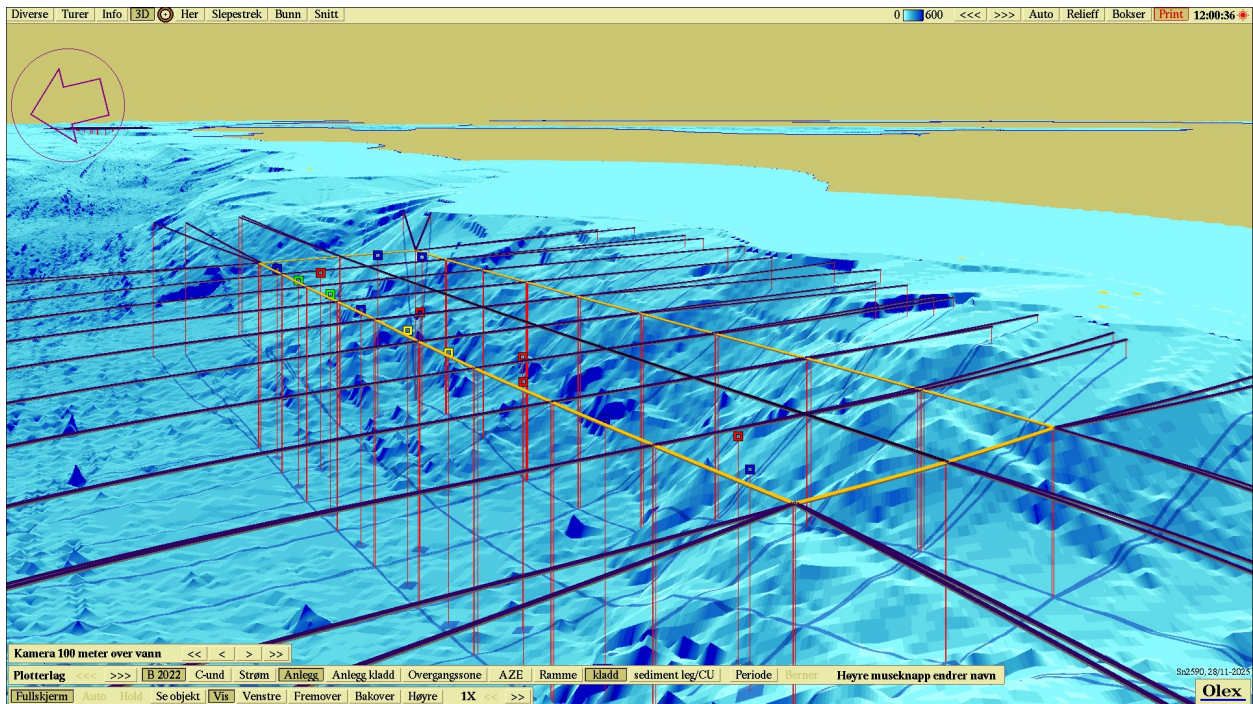 Diverse Turer Info 3D Her Slepestrek Bunn Snitt 0 600 <<< >>> Auto Relieff Bokser Print 12:00:36
Kamera 100 meter over vann << < > >>
Plotterlag <<< >>> B 2022 C-und Strøm Anlegg Anlegg kladd Overgangssone AZE Ramme kladd sediment leg/CU Periode Berner Høyre museknapp endrer navn
Sn2590, 28/11-2025
Fullskjerm Auto Hold Se objekt Vis Venstre Fremover Bakover Høyre 1X << >>
Olex